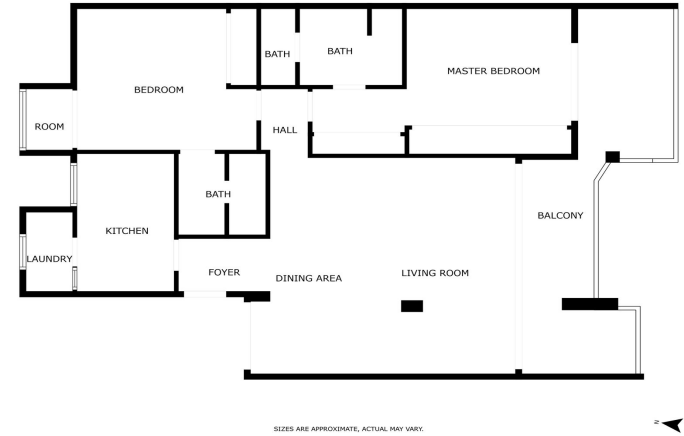 BATH
BATH
MASTER BEDROOM
BEDROOM
ROOM
HALL
BATH
BALCONY
KITCHEN
LAUNDRY
FOYER
DINING AREA
LIVING ROOM
SIZES ARE APPROXIMATE, ACTUAL MAY VARY.
N